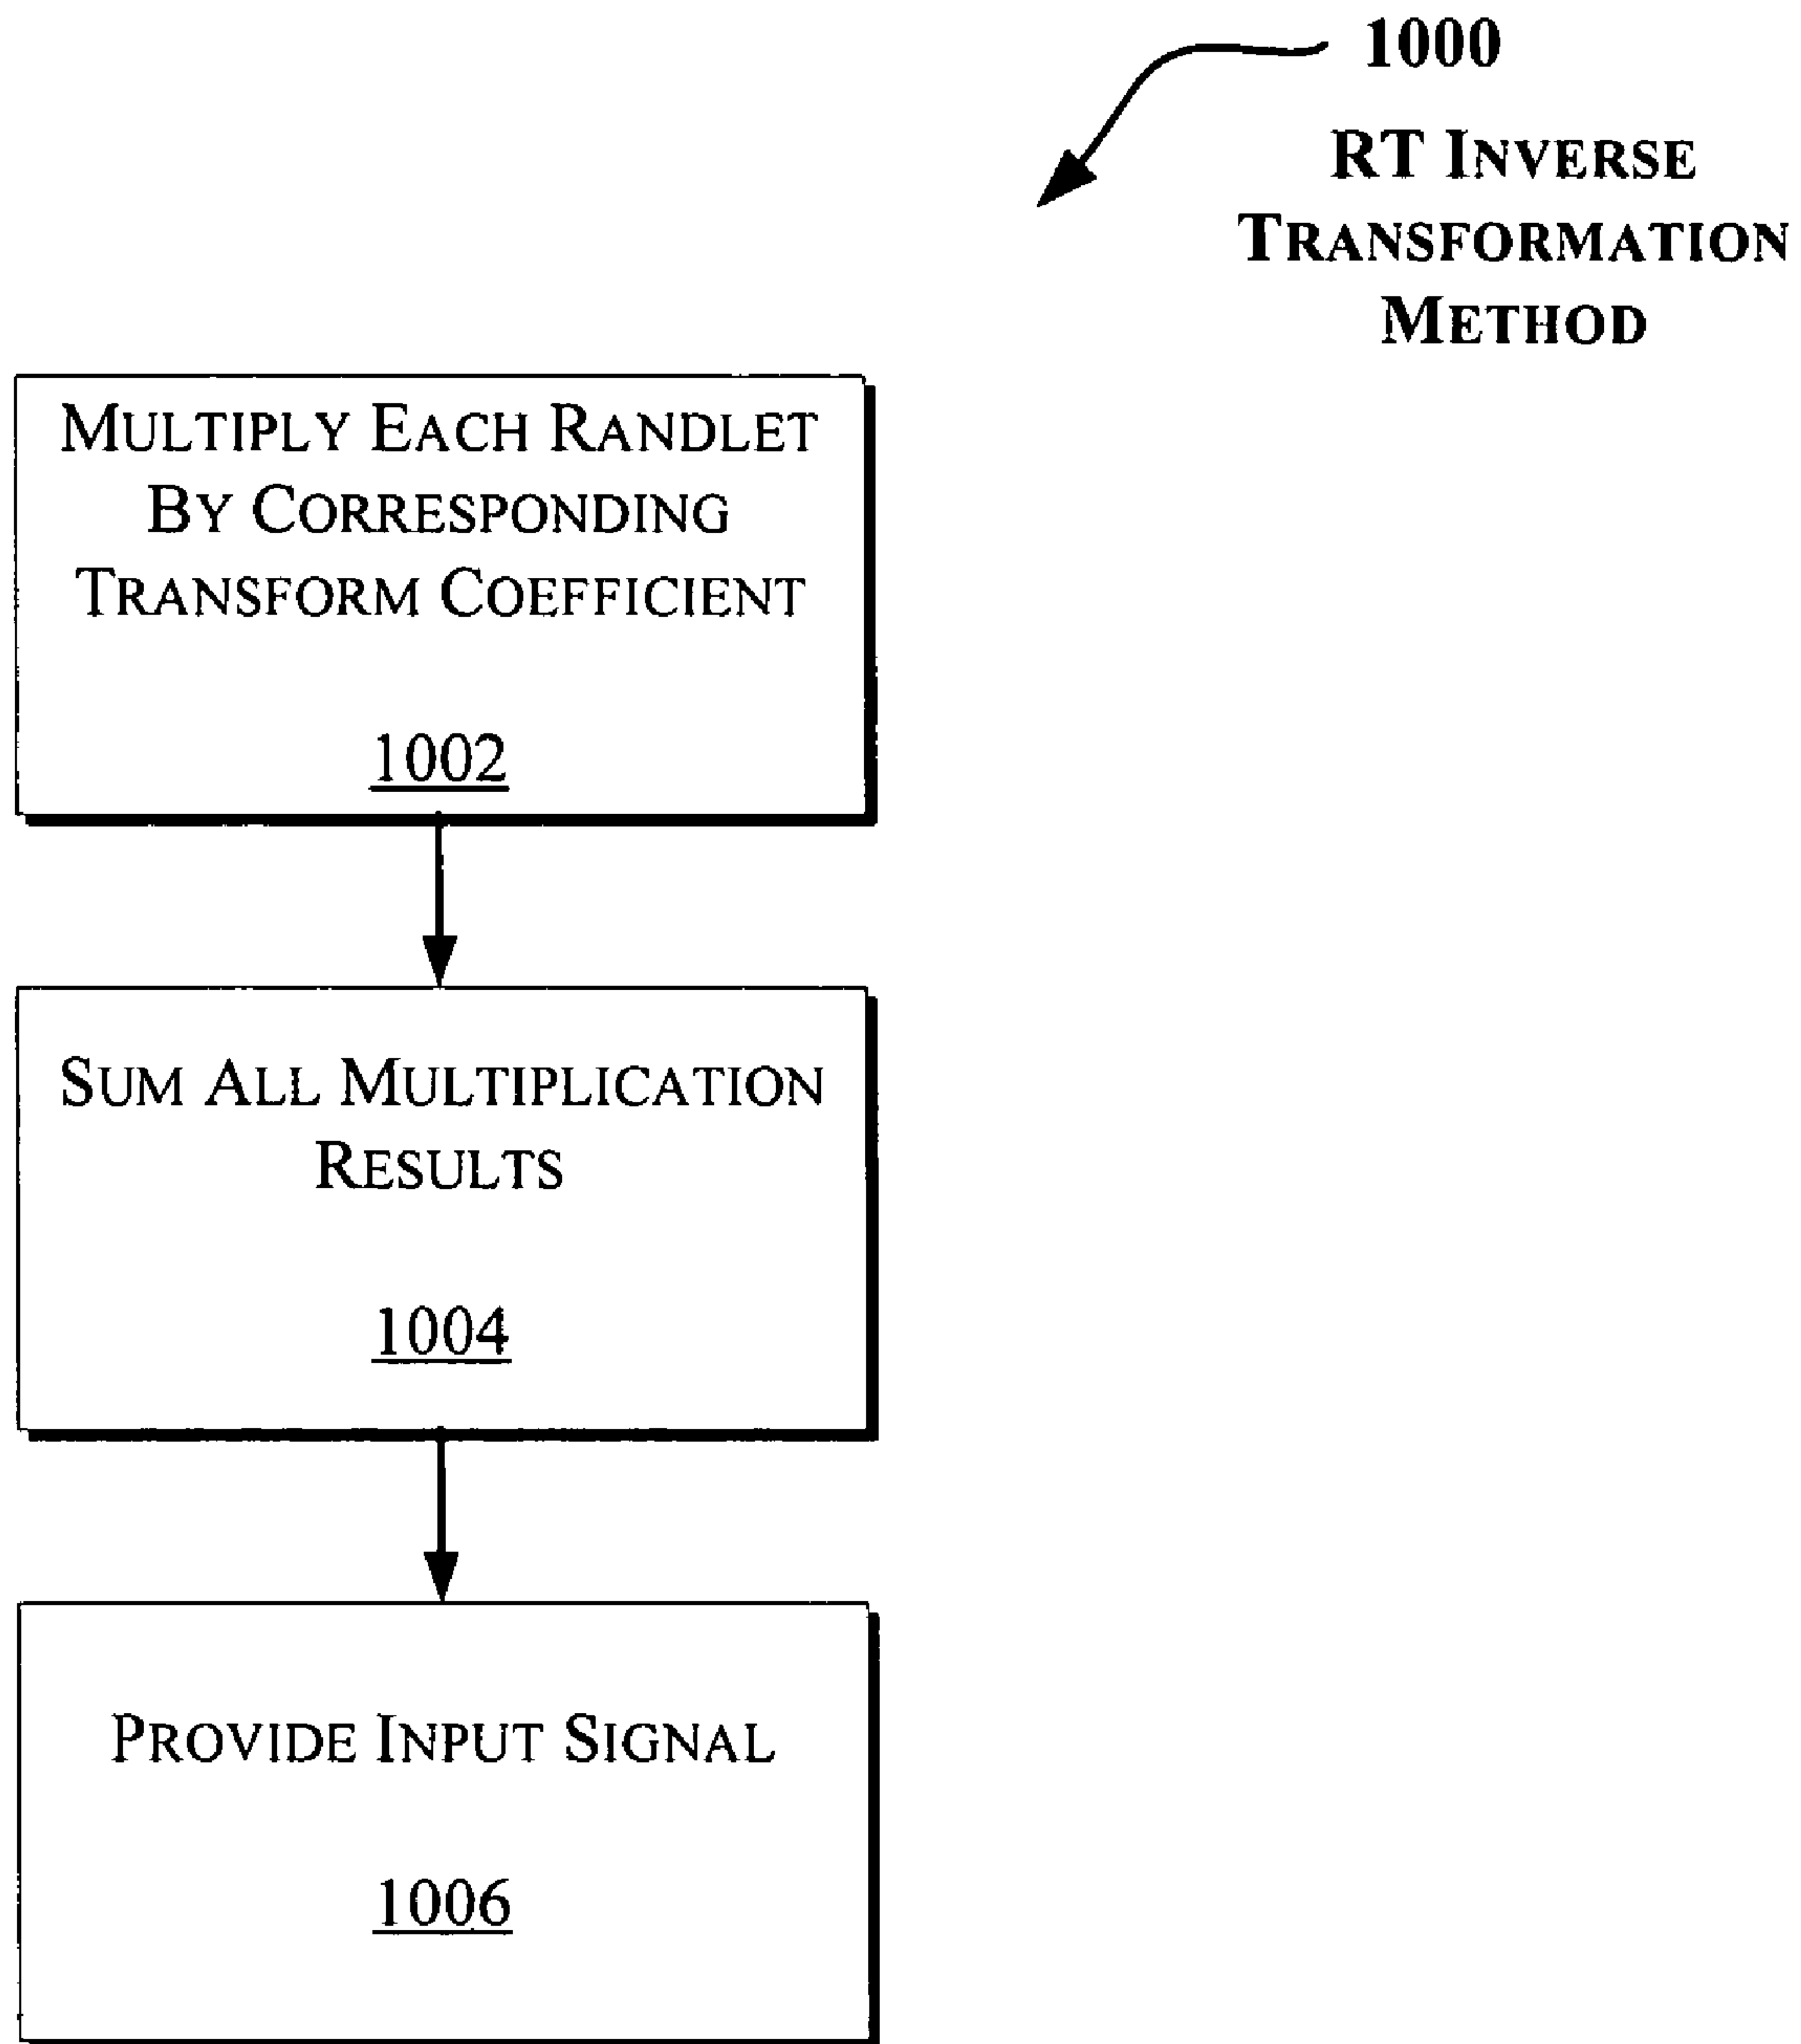 1000
RT INVERSE
TRANSFORMATION
METHOD
MULTIPLY EACH RANDLET
BY CORRESPONDING
TRANSFORM COEFFICIENT
1002
SUM ALL MULTIPLICATION
RESULTS
1004
PROVIDE INPUT SIGNAL
1006